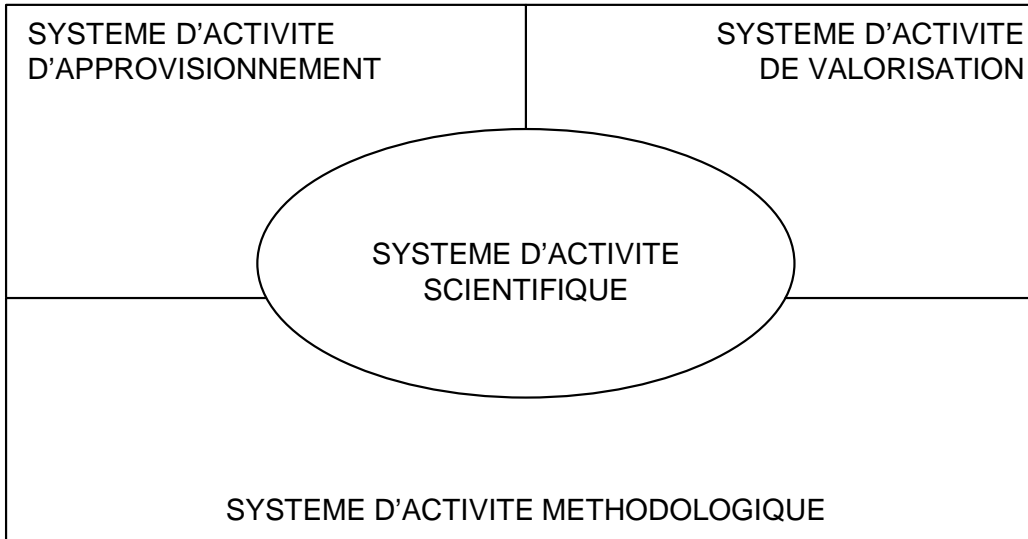 SYSTEME D'ACTIVITE
D'APPROVISIONNEMENT
SYSTEME D'ACTIVITE
DE VALORISATION
SYSTEME D'ACTIVITE
SCIENTIFIQUE
SYSTEME D'ACTIVITE METHODOLOGIQUE